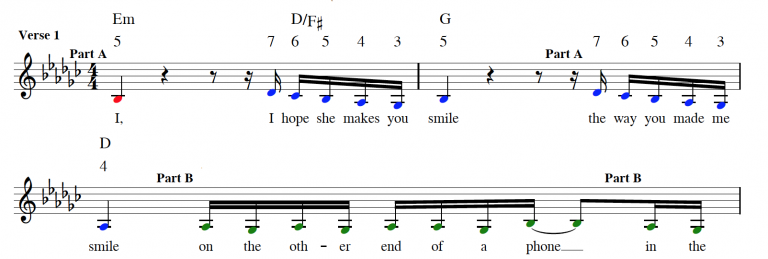 Em D/F♯ G
Verse 1 5 7 6 5 4 3 5 7 6 5 4 3
Part A Part A
4
4
I, I hope she makes you smile the way you made me
D
4
Part B Part B
smile on the oth - er end of a phone___ in the